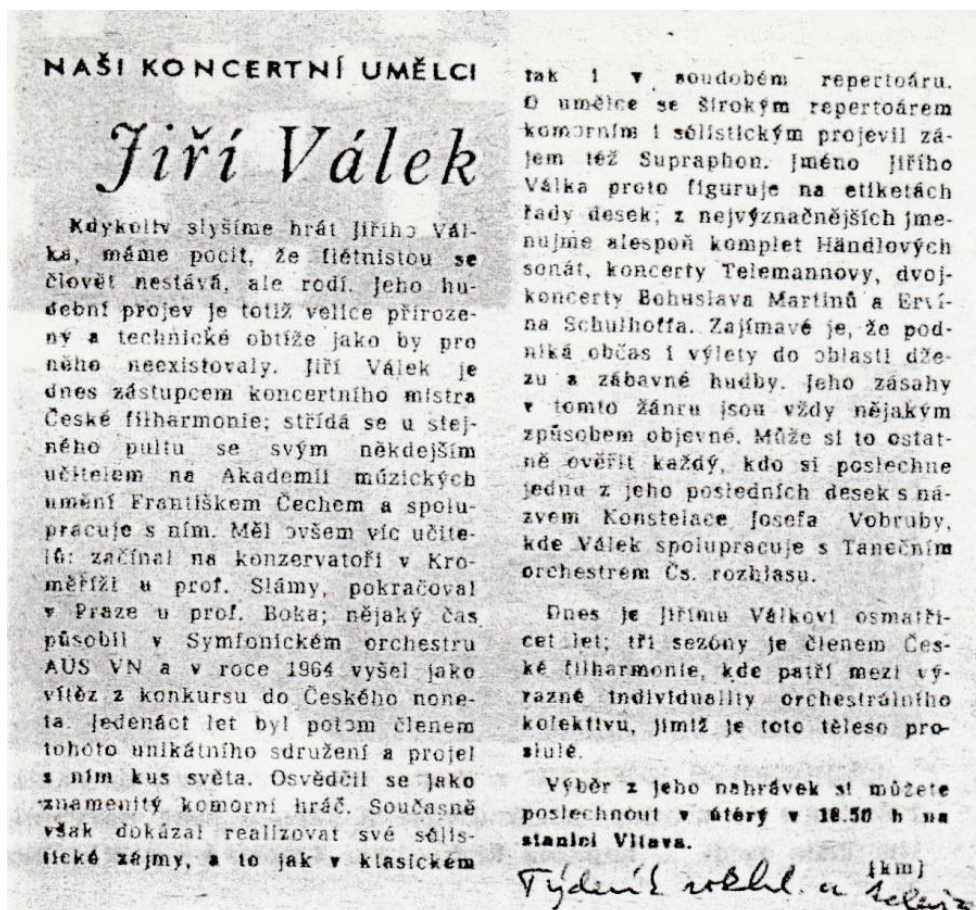 NAŠI KONCERTNÍ UMĚLCI
Jiří Válek
Kdykoliv slyšíme hrát Jiřího Vál-
ka, máme pocit, že flétnistou se
člověk nestává, ale rodí. Jeho hu-
dební projev je totiž velice přiroze-
ný a technické obtíže jako by pro
něho neexistovaly. Jiří Válek je
dnes zástupcem koncertního mistra
České filharmonie; střídá se u stej-
ného pultu se svým někdejším
učitelem na Akademii múzických
umění Františkem Čechem a spolu-
pracuje s ním. Měl ovšem víc učite-
lů: začínal na konzervatoři v Kro-
měříži u prof. Slámy, pokračoval
v Praze u prof. Boka; nějaký čas
působil v Symfonickém orchestru
AUS VN a v roce 1964 vyšel jako
vítěz z konkursu do Českého none-
ta. Jedenáct let byl potom členem
tohoto unikátního sdružení a projel
s ním kus světa. Osvědčil se jako
znamenitý komorní hráč. Současně
však dokázal realizovat své sólis-
tické zájmy, a to jak v klasickém
tak i v soudobém repertoáru.
O umělce se širokým repertoárem
komorním i sólistickým projevil zá-
jem též Supraphon. Jméno Jiřího
Válka proto figuruje na etiketách
řady desek; z nejvýznačnějších jme-
nujme alespoň komplet Händlových
sonát, koncerty Telemannovy, dvoj-
koncerty Bohuslava Martinů a Erví-
na Schulhoffa. Zajímavé je, že pod-
niká občas i výlety do oblasti dže-
zu a zábavné hudby. Jeho zásahy
v tomto žánru jsou vždy nějakým
způsobem objevné. Může si to ostat-
ně ověřit každý, kdo si poslechne
jednu z jeho posledních desek s ná-
zvem Konstelace Josefa Vobruby,
kde Válek spolupracuje s Tanečním
orchestrem Čs. rozhlasu.
Dnes je Jiřímu Válkovi osmatři-
cet let; tři sezóny je členem Čes-
ké filharmonie, kde patří mezi vý-
razné individuality orchestrálního
kolektivu, jimiž je toto těleso pro-
slulé.
Výběr z jeho nahrávek si můžete
poslechnout v úterý v 18.50 h na
stanici Vltava.
(km)
Týdeník rozhl. a televize